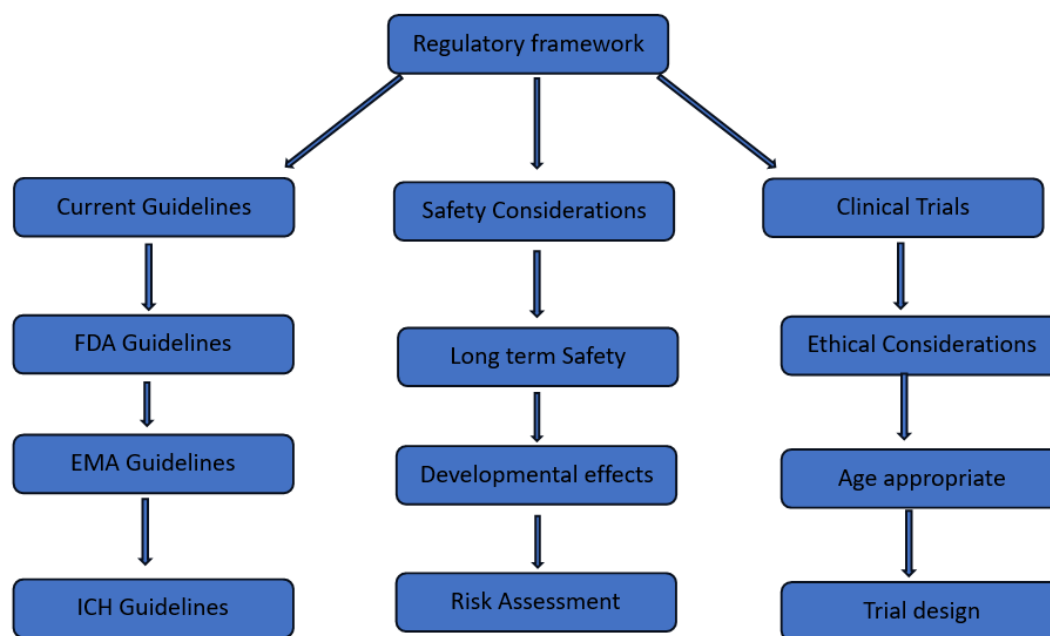 Regulatory framework
Current Guidelines
Safety Considerations
Clinical Trials
FDA Guidelines
Long term Safety
Ethical Considerations
EMA Guidelines
Developmental effects
Age appropriate
ICH Guidelines
Risk Assessment
Trial design